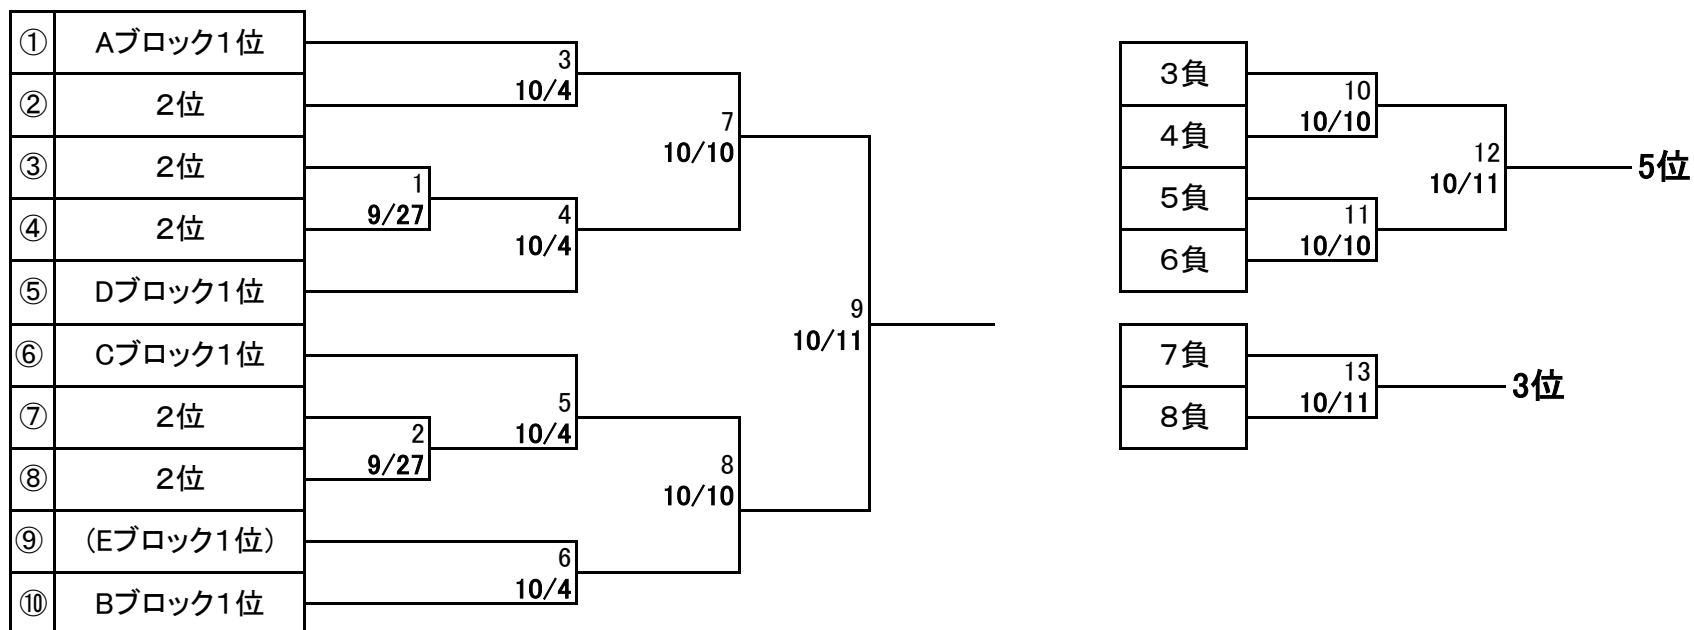 ① Aブロック１位
② ２位
③ ２位
④ ２位
⑤ Dブロック１位
⑥ Cブロック１位
⑦ ２位
⑧ ２位
⑨ (Eブロック１位)
⑩ Bブロック１位
1
9/27
2
9/27
3
10/4
4
10/4
5
10/4
6
10/4
7
10/10
8
10/10
9
10/11
３負
４負
５負
６負
10
10/10
11
10/10
12
10/11
5位
７負
８負
13
10/11
3位